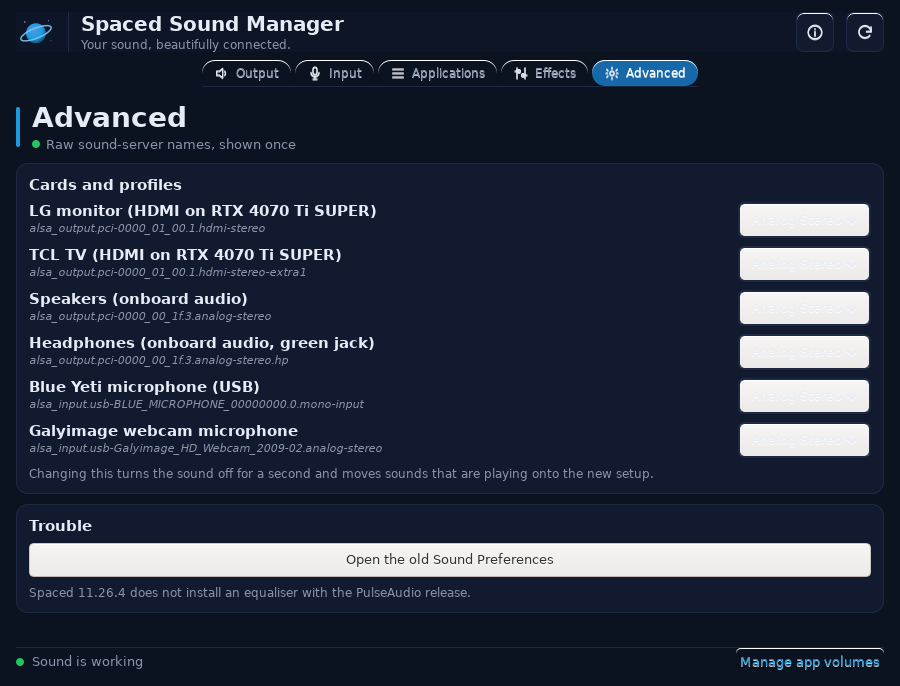 Spaced Sound Manager
Your sound, beautifully connected.
Output
Input
Applications
Effects
Advanced
Advanced
Raw sound-server names, shown once
Cards and profiles
LG monitor (HDMI on RTX 4070 Ti SUPER)
alsa_output.pci-0000_01_00.1.hdmi-stereo
TCL TV (HDMI on RTX 4070 Ti SUPER)
alsa_output.pci-0000_01_00.1.hdmi-stereo-extra1
Speakers (onboard audio)
alsa_output.pci-0000_00_1f.3.analog-stereo
Headphones (onboard audio, green jack)
alsa_output.pci-0000_00_1f.3.analog-stereo.hp
Blue Yeti microphone (USB)
alsa_input.usb-BLUE_MICROPHONE_00000000.0.mono-input
Galyimage webcam microphone
alsa_input.usb-Galyimage_HD_Webcam_2009-02.analog-stereo
Changing this turns the sound off for a second and moves sounds that are playing onto the new setup.
Trouble
Open the old Sound Preferences
Spaced 11.26.4 does not install an equaliser with the PulseAudio release.
Sound is working
Manage app volumes